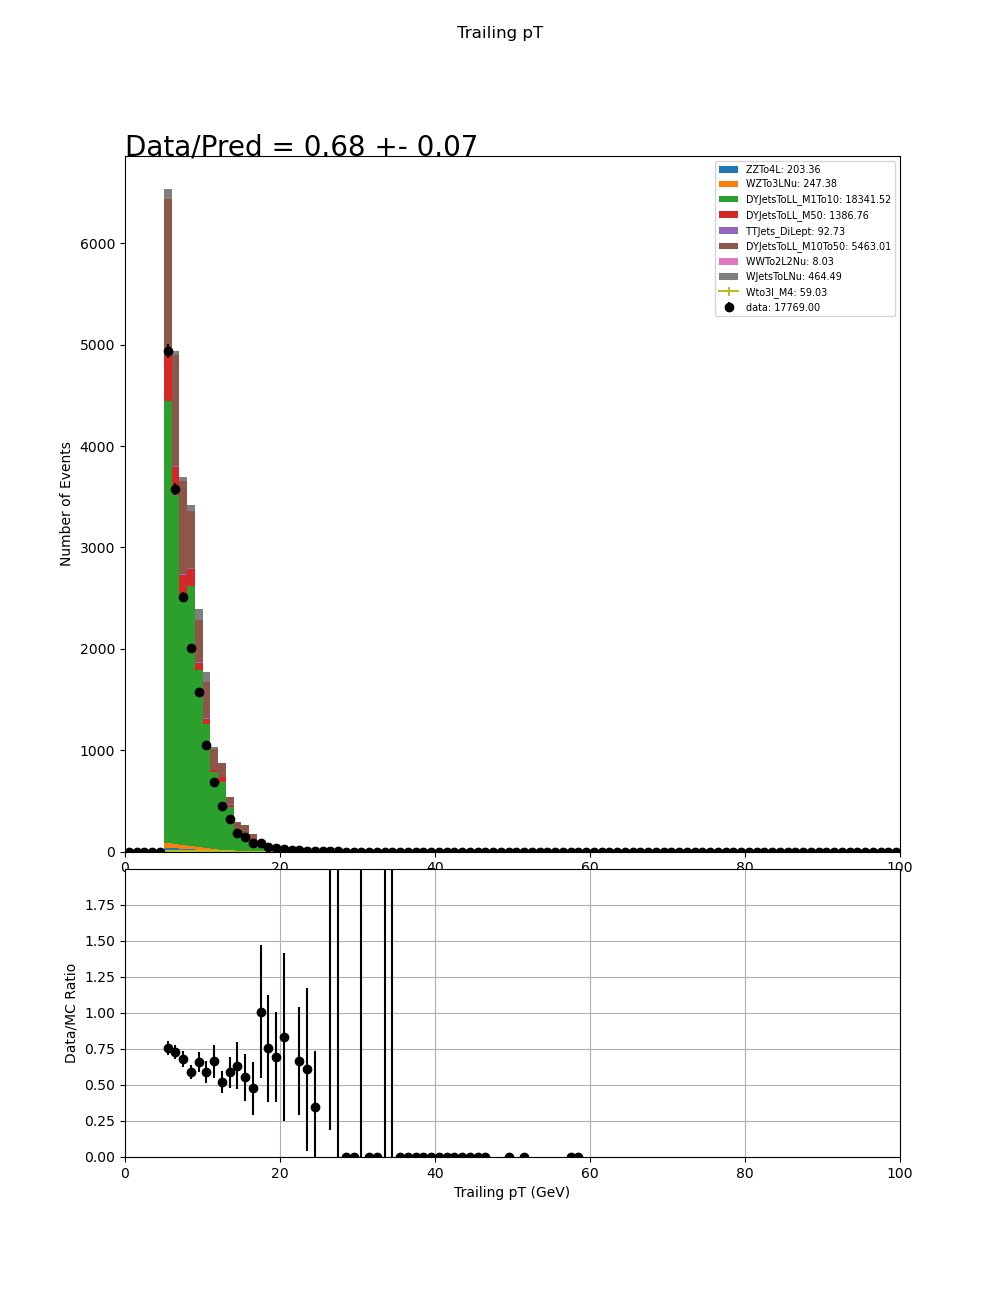 Trailing pT
Data/Pred = 0.68 +- 0.07
ZZTo4L: 203.36
WZTo3LNu: 247.38
DYJetsToLL_M1To10: 18341.52
DYJetsToLL_M50: 1386.76
TTJets_DiLept: 92.73
DYJetsToLL_M10To50: 5463.01
WWTo2L2Nu: 8.03
WJetsToLNu: 464.49
Wto3l_M4: 59.03
data: 17769.00
6000
5000
4000
3000
2000
1000
0
Number of Events
0 20 40 60 80 100
1.75
1.50
1.25
1.00
0.75
0.50
0.25
0.00
Data/MC Ratio
0 20 40 60 80 100
Trailing pT (GeV)